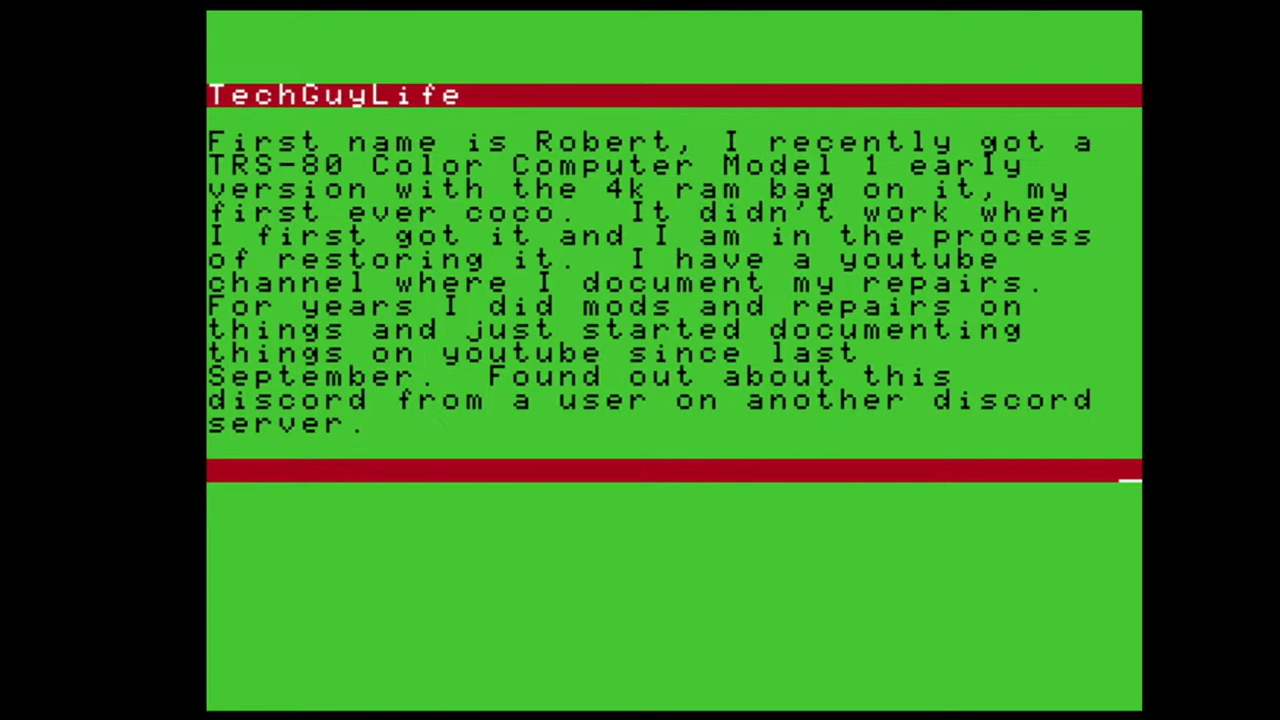 TechGuyLife
First name is Robert, I recently got a
TRS-80 Color Computer Model 1 early
version with the 4k ram bag on it, my
first ever coco.  It didn't work when
I first got it and I am in the process
of restoring it.  I have a youtube
channel where I document my repairs.
For years I did mods and repairs on
things and just started documenting
things on youtube since last
September.  Found out about this
discord from a user on another discord
server.